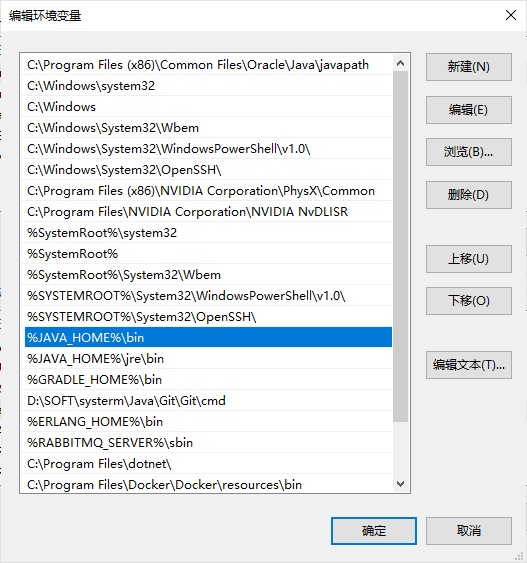 编辑环境变量
C:\Program Files (x86)\Common Files\Oracle\Java\javapath
C:\Windows\system32
C:\Windows
C:\Windows\System32\Wbem
C:\Windows\System32\WindowsPowerShell\v1.0\
C:\Windows\System32\OpenSSH\
C:\Program Files (x86)\NVIDIA Corporation\PhysX\Common
C:\Program Files\NVIDIA Corporation\NVIDIA NvDLISR
%SystemRoot%\system32
%SystemRoot%
%SystemRoot%\System32\Wbem
%SYSTEMROOT%\System32\WindowsPowerShell\v1.0\
%SYSTEMROOT%\System32\OpenSSH\
%JAVA_HOME%\bin
%JAVA_HOME%\jre\bin
%GRADLE_HOME%\bin
D:\SOFT\systerm\Java\Git\Git\cmd
%ERLANG_HOME%\bin
%RABBITMQ_SERVER%\sbin
C:\Program Files\dotnet\
C:\Program Files\Docker\Docker\resources\bin
新建(N)
编辑(E)
浏览(B)...
删除(D)
上移(U)
下移(O)
编辑文本(T)...
确定
取消